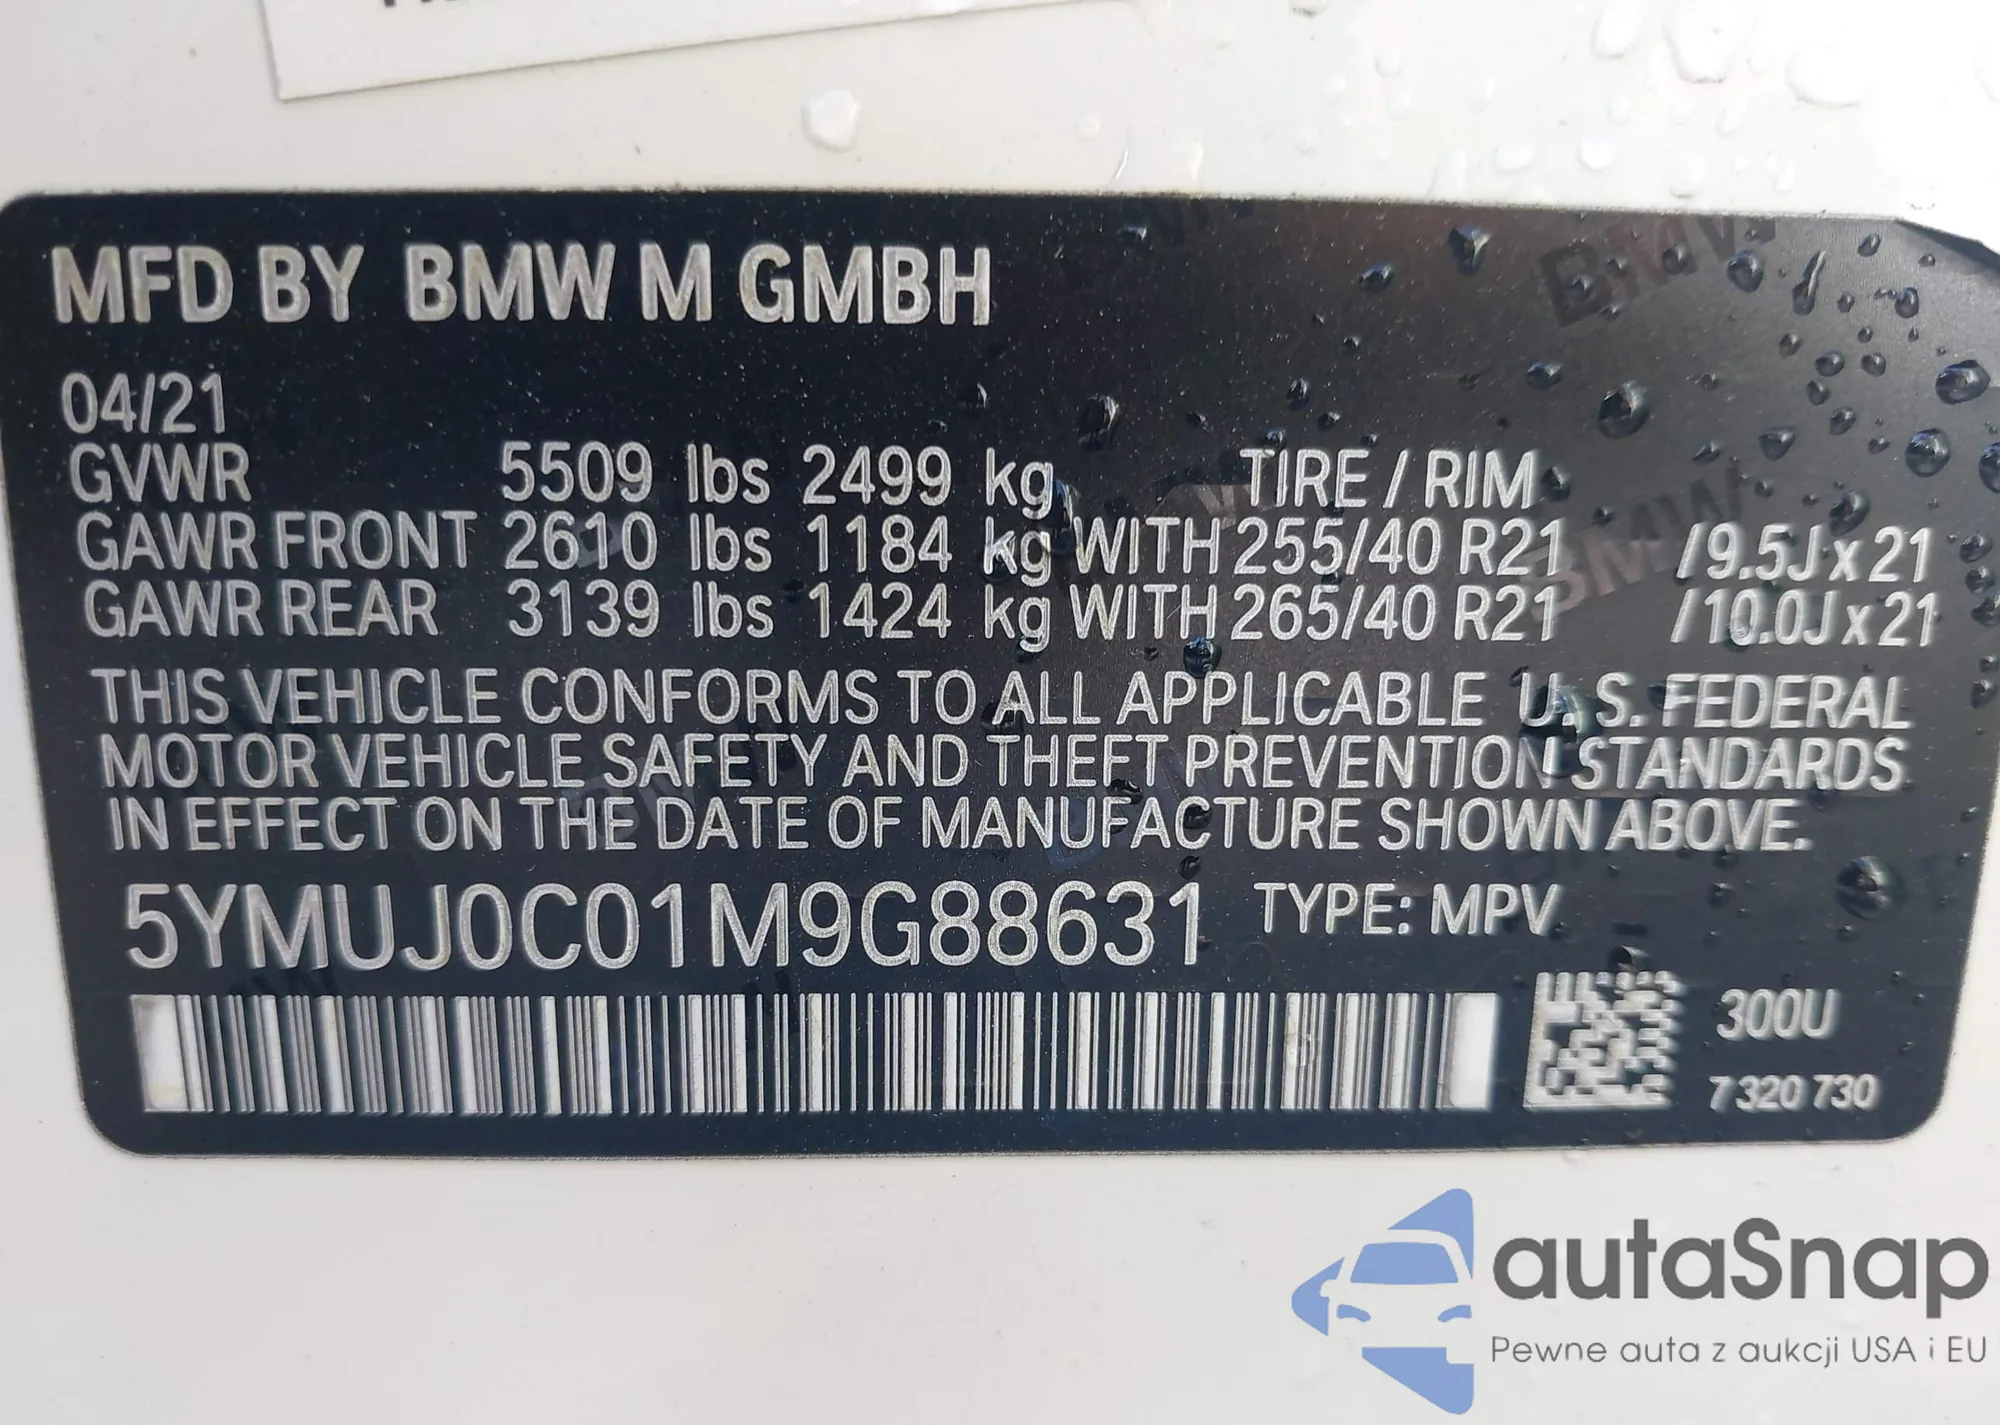 MFD BY BMW M GMBH
04/21
GVWR 5509 lbs 2499 kg TIRE / RIM
GAWR FRONT 2610 lbs 1184 kg WITH 255/40 R21 /9.5J x 21
GAWR REAR 3139 lbs 1424 kg WITH 265/40 R21 /10.0J x 21
THIS VEHICLE CONFORMS TO ALL APPLICABLE U. S. FEDERAL
MOTOR VEHICLE SAFETY AND THEFT PREVENTION STANDARDS
IN EFFECT ON THE DATE OF MANUFACTURE SHOWN ABOVE.
5YMUJ0C01M9G88631 TYPE: MPV
300U
7 320 730
autaSnap
Pewne auta z aukcji USA i EU